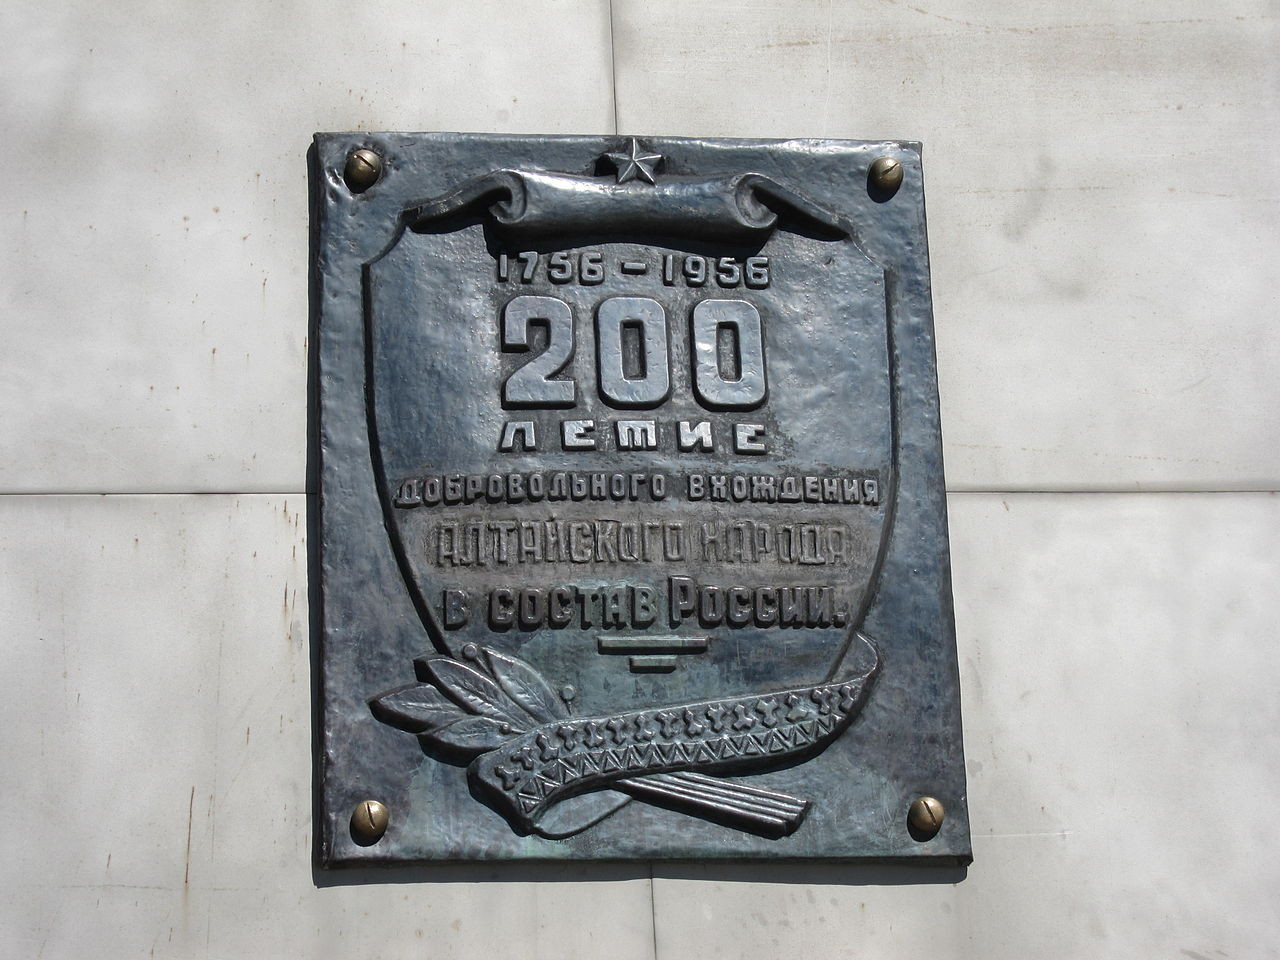 1756-1956
200
ЛЕТИЕ
ДОБРОВОЛЬНОГО ВХОЖДЕНИЯ
АЛТАЙСКОГО НАРОДА
В СОСТАВ РОССИИ.